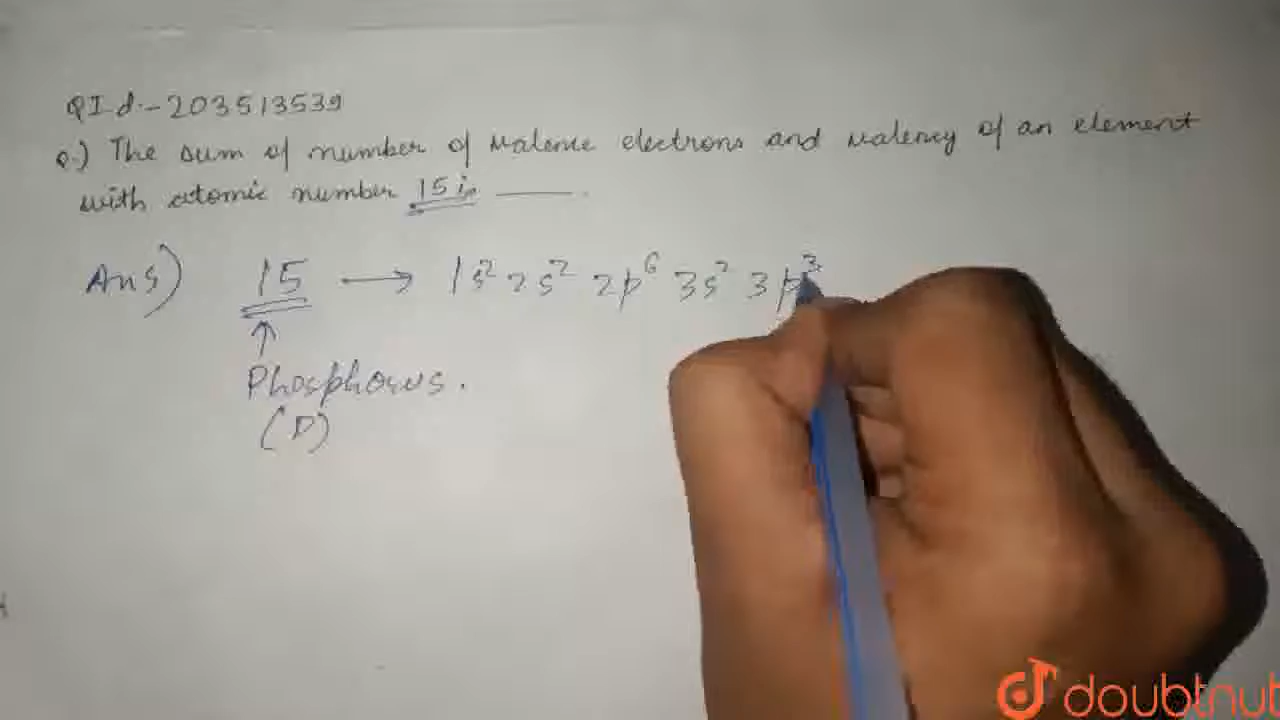 QId:-203513539
Q.) The sum of number of valence electrons and valency of an element
with atomic number 15 is ______.
Ans) 15 → 1s² 2s² 2p⁶ 3s² 3p³
↑
Phosphorus.
(P)
doubtnut